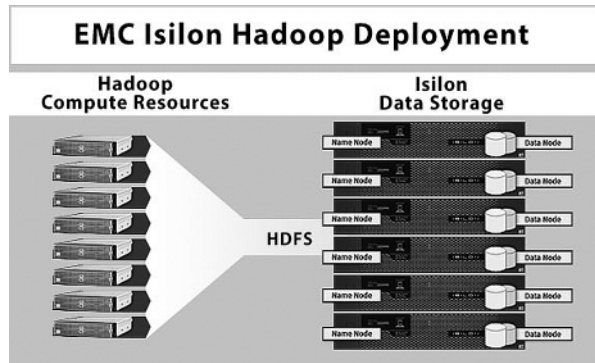 EMC Isilon Hadoop Deployment
Hadoop
Compute Resources
Isilon
Data Storage
HDFS
Name Node
Data Node
Name Node
Data Node
Name Node
Data Node
Name Node
Data Node
Name Node
Data Node
Name Node
Data Node